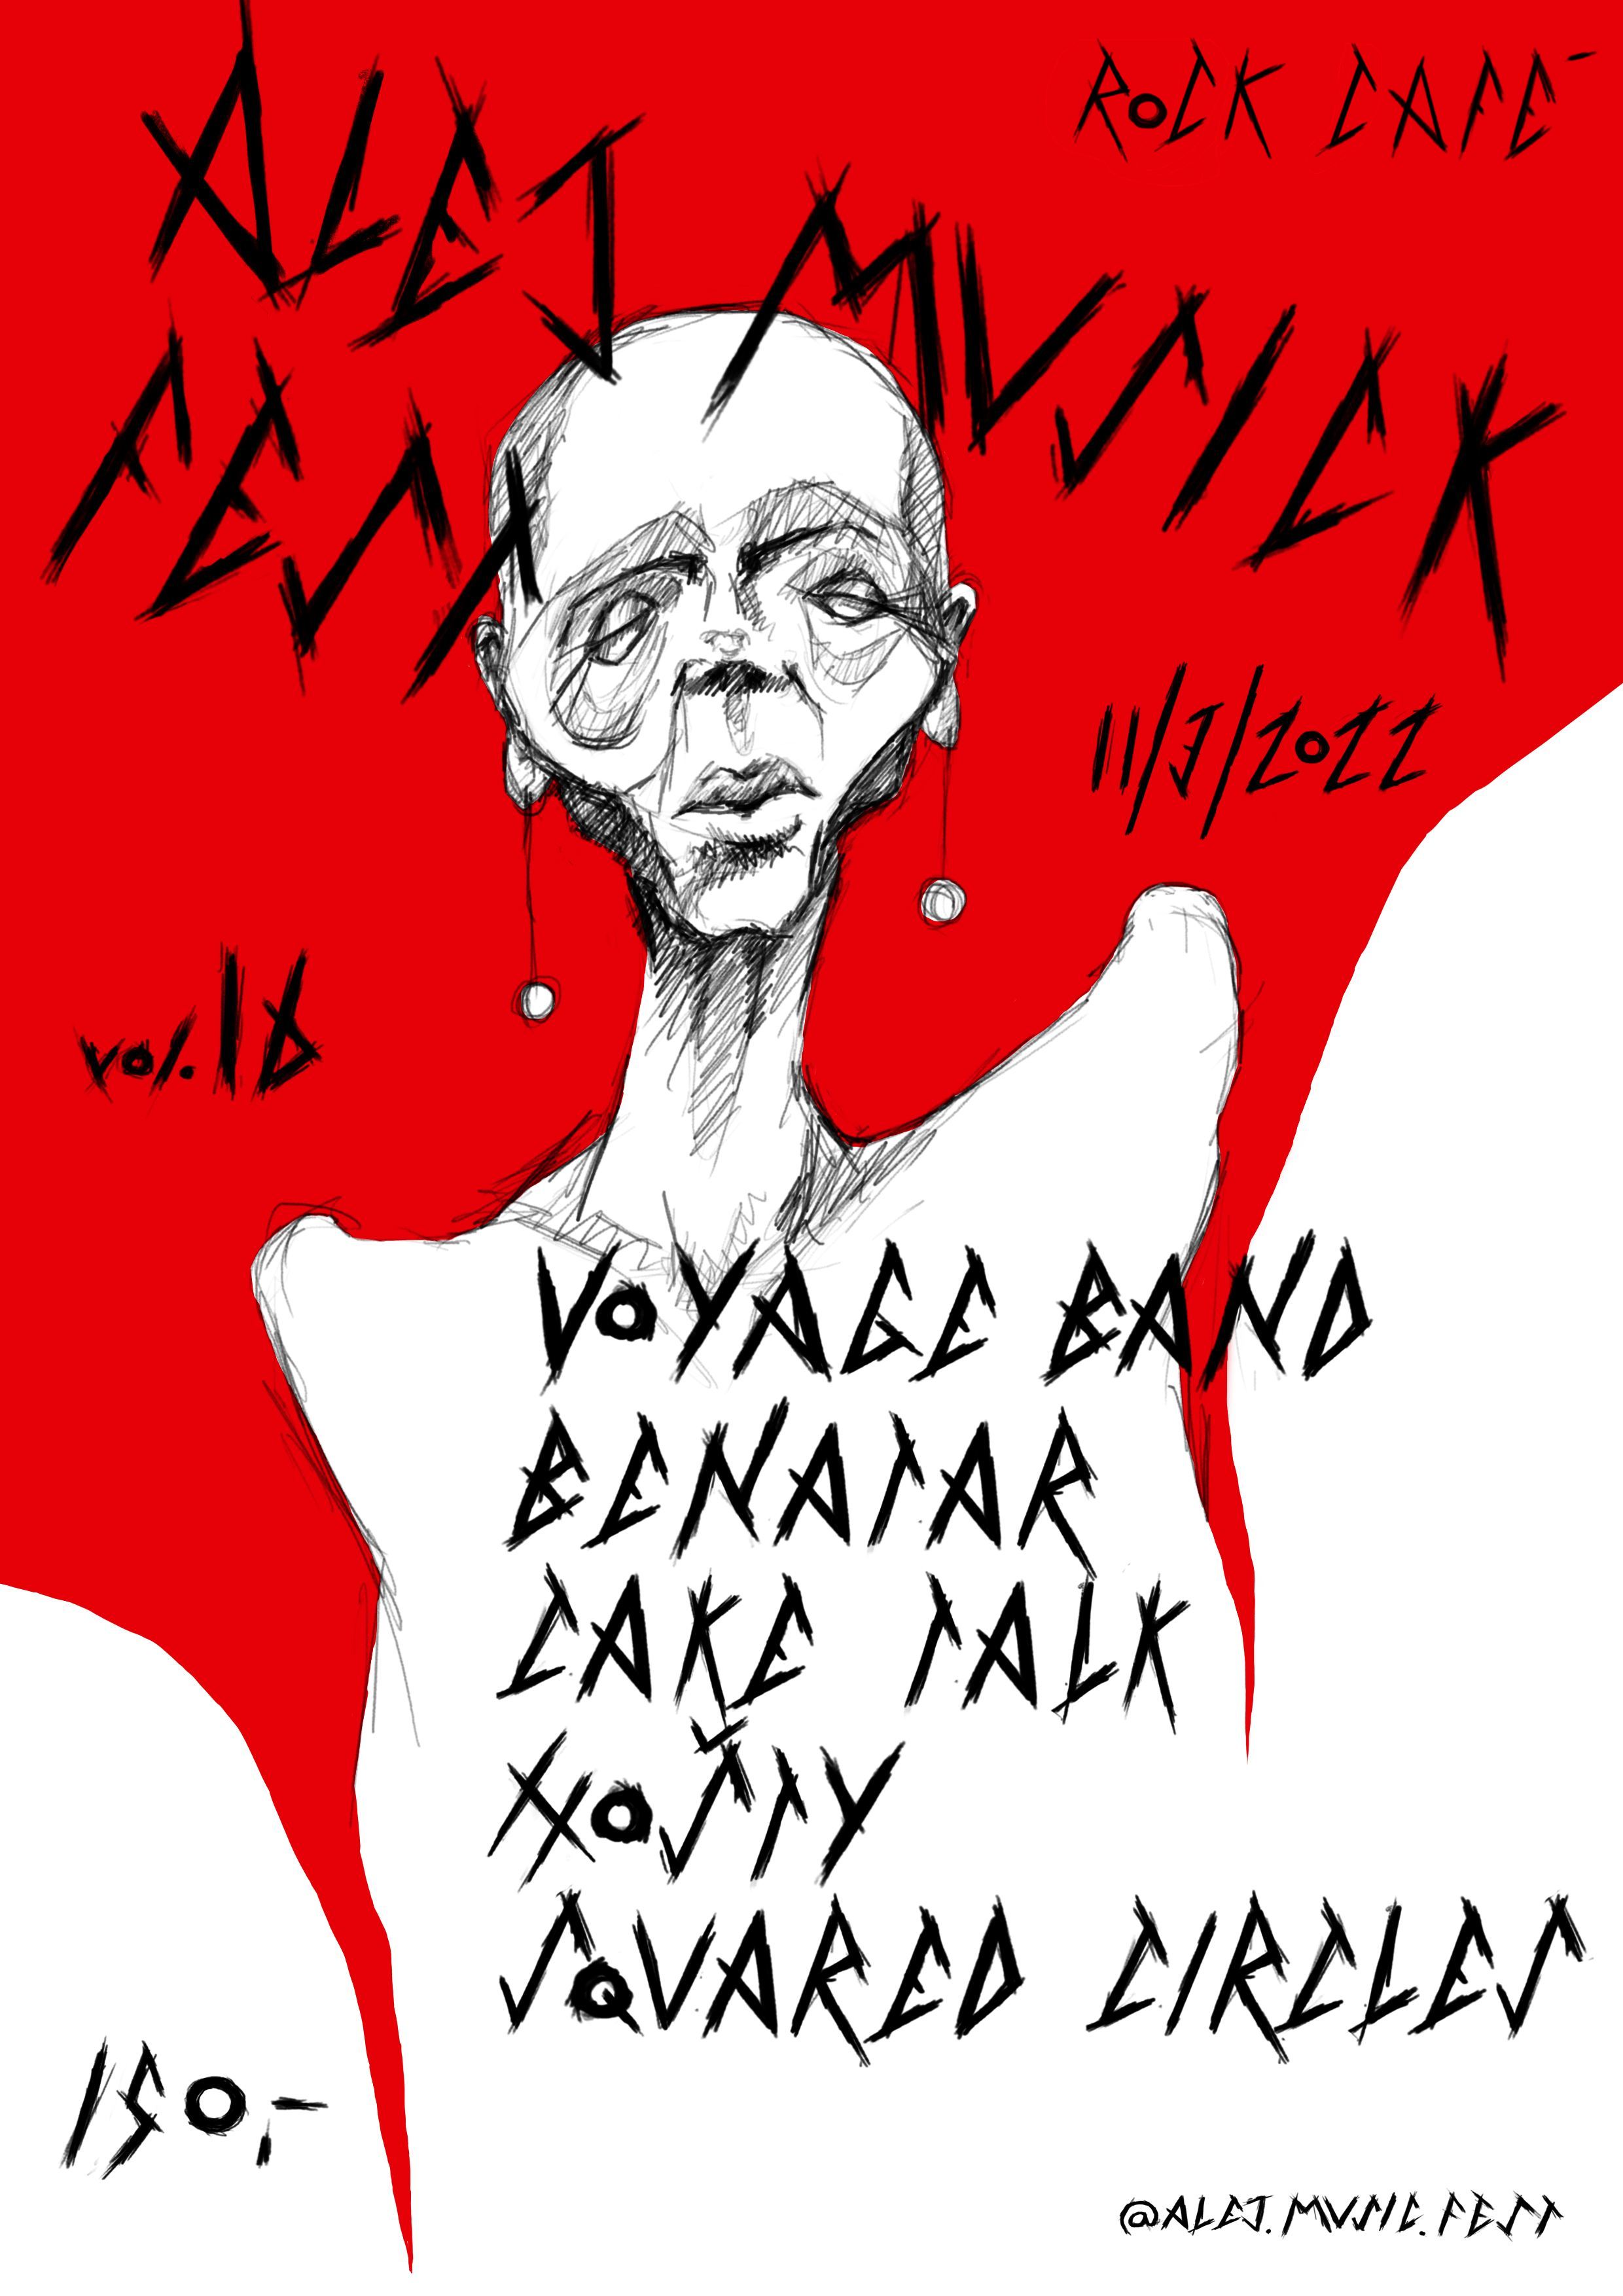 ROCK CAFÉ
ALEJ MUSICK
FEST
11/3/2022
vol. 16
VOYAGE BAND
BENATAR
CAKE TALK
HOŠTY
SQUARED CIRCLES
150,-
@ALEJ.MUSIC.FEST